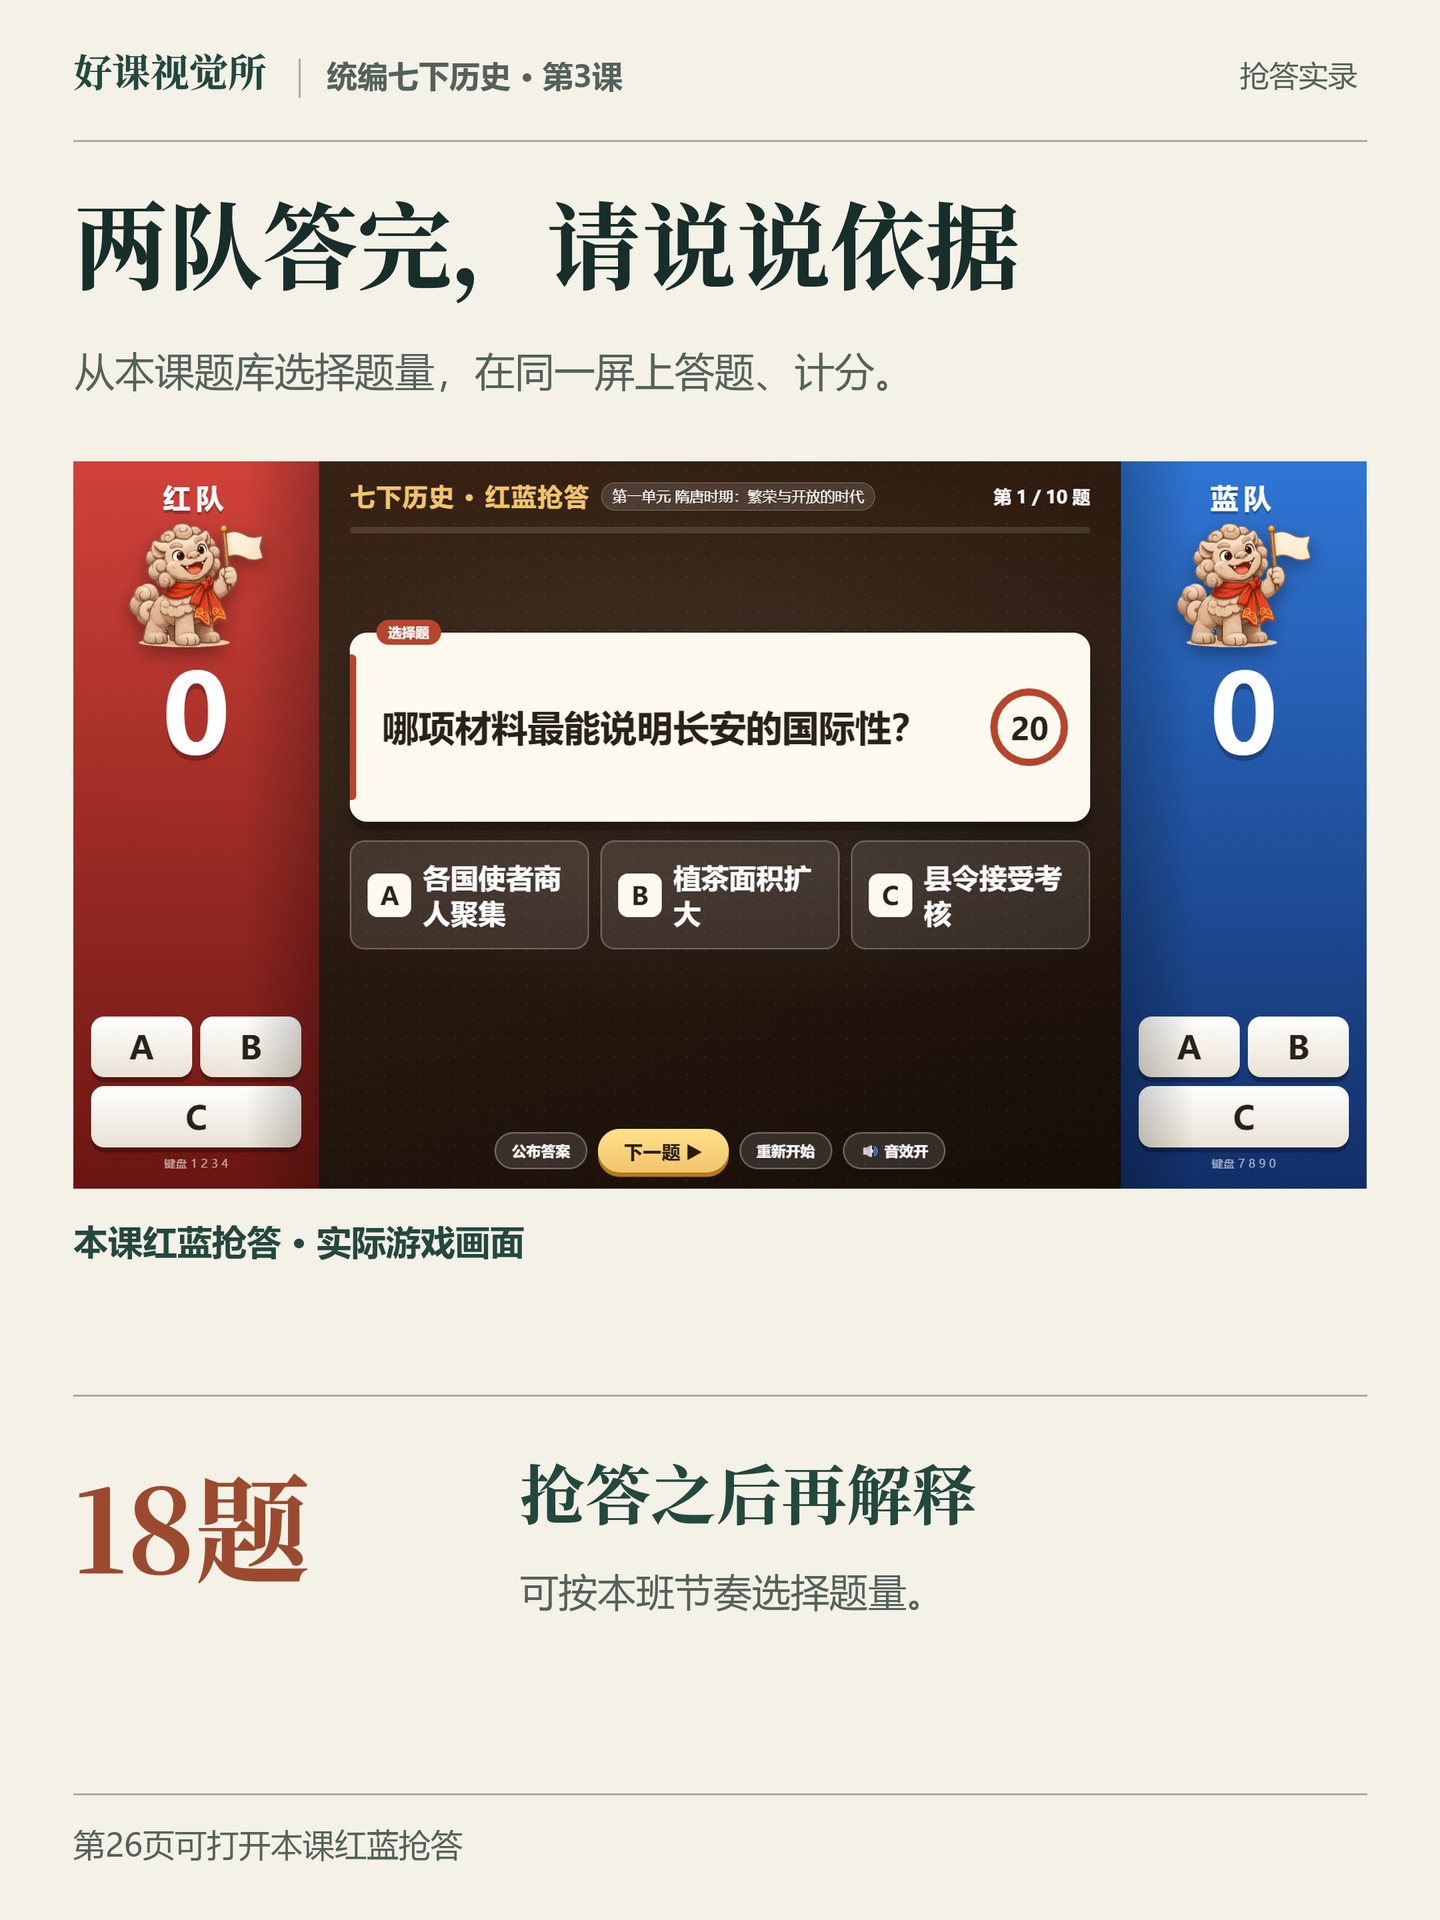 好课视觉所
统编七下历史·第3课
抢答实录
两队答完，请说说依据
从本课题库选择题量，在同一屏上答题、计分。
红队
0
A
B
C
键盘 1 2 3 4
七下历史·红蓝抢答
第一单元 隋唐时期：繁荣与开放的时代
第 1 / 10 题
选择题
哪项材料最能说明长安的国际性？
20
A
各国使者商
人聚集
B
植茶面积扩
大
C
县令接受考
核
公布答案
下一题 ▶
重新开始
🔊 音效开
蓝队
0
A
B
C
键盘 7 8 9 0
本课红蓝抢答·实际游戏画面
18题
抢答之后再解释
可按本班节奏选择题量。
第26页可打开本课红蓝抢答